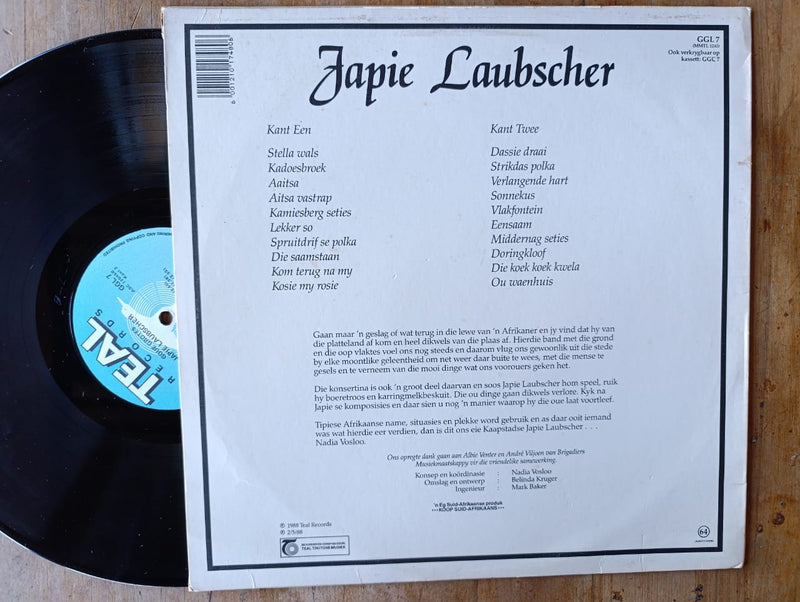 GGL 7
(MMTL 1243)
Ook verkrygbaar op
kassett: GGC 7
Japie Laubscher
Kant Een
Stella wals
Kadoesbroek
Aaitsa
Aitsa vastrap
Kamiesberg seties
Lekker so
Spruitdrif se polka
Die saamstaan
Kom terug na my
Kosie my rosie
Kant Twee
Dassie draai
Strikdas polka
Verlangende hart
Sonnekus
Vlakfontein
Eensaam
Middernag seties
Doringkloof
Die koek koek kwela
Ou waenhuis
Gaan maar 'n geslag of wat terug in die lewe van 'n Afrikaner en jy vind dat hy van
die platteland af kom en heel dikwels van die plaas af. Hierdie band met die grond
en die oop vlaktes voel ons nog steeds en daarom vlug ons gewoonlik uit die stede
by elke moontlike geleentheid om net weer daar buite te wees, met die mense te
gesels en te verneem van die mooi dinge wat ons voorouers geken het.
Die konsertina is ook 'n groot deel daarvan en soos Japie Laubscher hom speel, ruik
hy boeretroos en karringmelkbeskuit. Die ou dinge gaan dikwels verlore. Kyk na
Japie se komposisies en daar sien u nog 'n manier waarop hy die oue laat voortleef.
Tipiese Afrikaanse name, situasies en plekke word gebruik en as daar ooit iemand
was wat hierdie eer verdien, dan is dit ons eie Kaapstadse Japie Laubscher . . .
Nadia Vosloo.
Ons opregte dank gaan aan Albie Venter en André Viljoen van Brigadiers
Musiekmaatskappy vir die vriendelike samewerking.
Konsep en koördinasie : Nadia Vosloo
Omslag en ontwerp : Belinda Kruger
Ingenieur : Mark Baker
'n Eg Suid-Afrikaanse produk
•••KOOP SUID-AFRIKAANS•••
℗ 1988 Teal Records
℗ 2/5/88
TEAL TRUTONE MUSIEK
64
TEAL
RECORDS
JAPIE LAUBSCHER
GGL 7